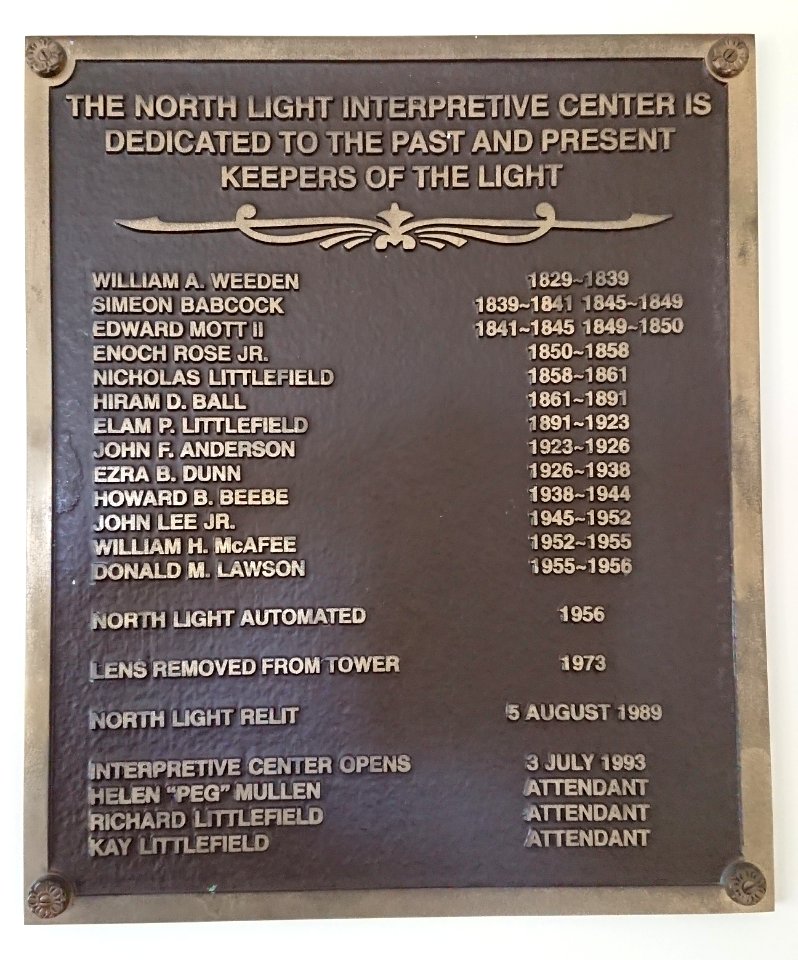 THE NORTH LIGHT INTERPRETIVE CENTER IS
DEDICATED TO THE PAST AND PRESENT
KEEPERS OF THE LIGHT
WILLIAM A. WEEDEN 1829~1839
SIMEON BABCOCK 1839~1841 1845~1849
EDWARD MOTT II 1841~1845 1849~1850
ENOCH ROSE JR. 1850~1858
NICHOLAS LITTLEFIELD 1858~1861
HIRAM D. BALL 1861~1891
ELAM P. LITTLEFIELD 1891~1923
JOHN F. ANDERSON 1923~1926
EZRA B. DUNN 1926~1938
HOWARD B. BEEBE 1938~1944
JOHN LEE JR. 1945~1952
WILLIAM H. McAFEE 1952~1955
DONALD M. LAWSON 1955~1956
NORTH LIGHT AUTOMATED 1956
LENS REMOVED FROM TOWER 1973
NORTH LIGHT RELIT 5 AUGUST 1989
INTERPRETIVE CENTER OPENS 3 JULY 1993
HELEN "PEG" MULLEN ATTENDANT
RICHARD LITTLEFIELD ATTENDANT
KAY LITTLEFIELD ATTENDANT